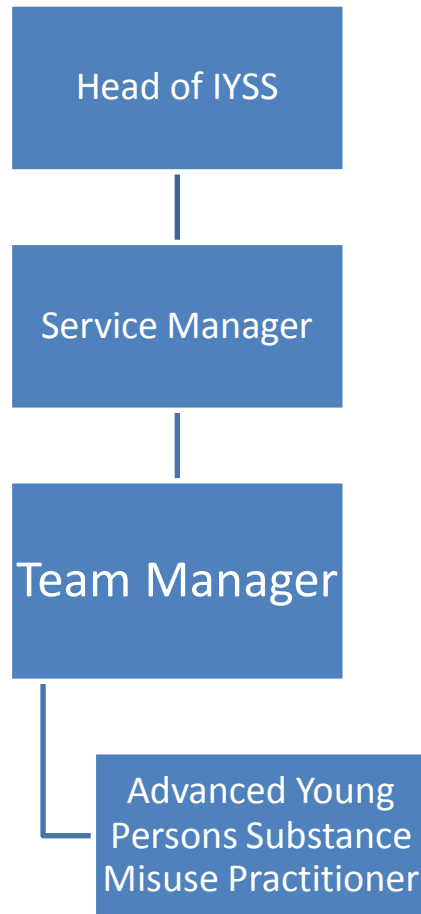 Head of IYSS
Service Manager
Team Manager
Advanced Young
Persons Substance
Misuse Practitioner